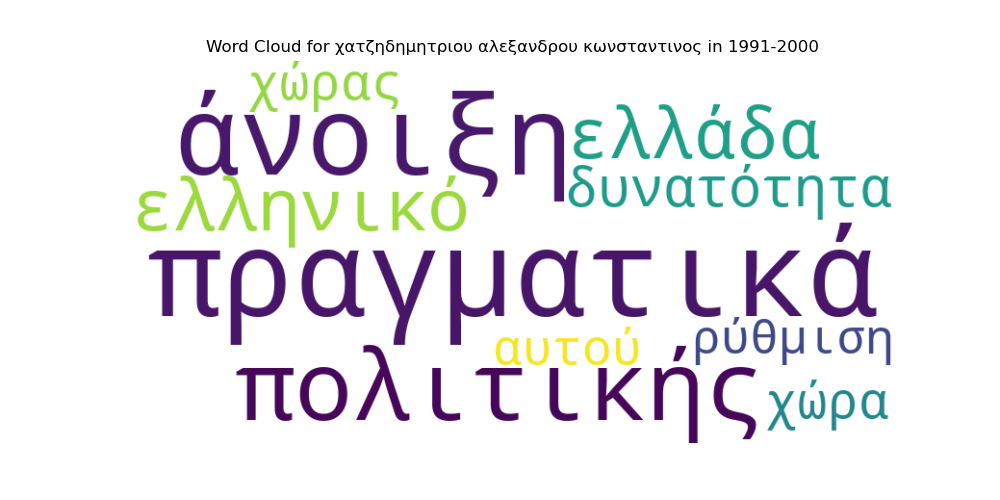 Word Cloud for χατζηδημητριου αλεξανδρου κωνσταντινος in 1991-2000
χώρας
άνοιξη
ελλάδα
δυνατότητα
ελληνικό
πραγματικά
ρύθμιση
αυτού
πολιτικής
χώρα